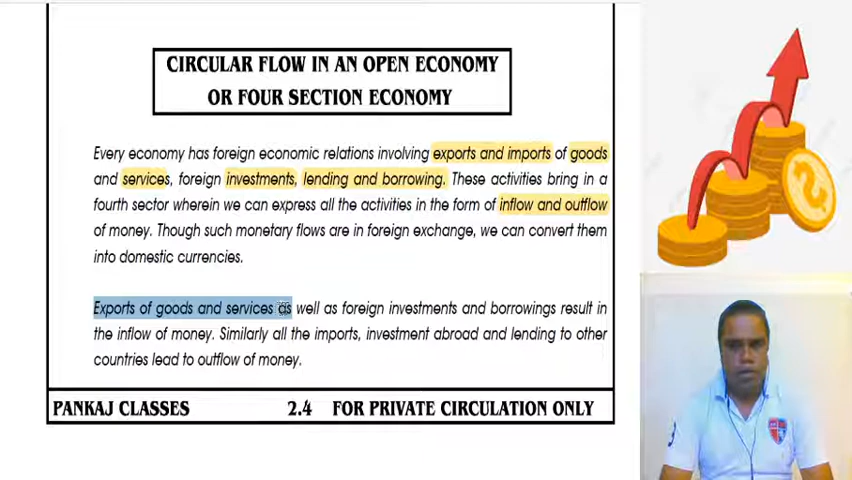 CIRCULAR FLOW IN AN OPEN ECONOMY
OR FOUR SECTION ECONOMY
Every economy has foreign economic relations involving exports and imports of goods
and services, foreign investments, lending and borrowing. These activities bring in a
fourth sector wherein we can express all the activities in the form of inflow and outflow
of money. Though such monetary flows are in foreign exchange, we can convert them
into domestic currencies.
Exports of goods and services as well as foreign investments and borrowings result in
the inflow of money. Similarly all the imports, investment abroad and lending to other
countries lead to outflow of money.
PANKAJ CLASSES 2.4 FOR PRIVATE CIRCULATION ONLY